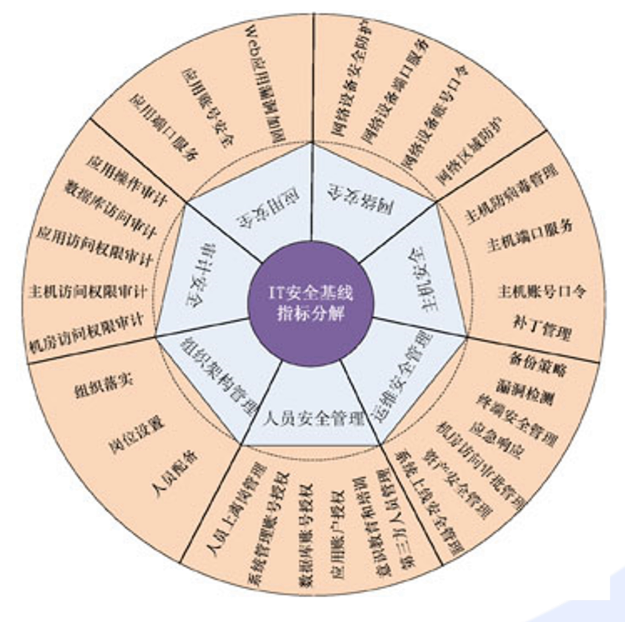 IT安全基线
指标分解
网络安全
主机安全
运维安全管理
人员安全管理
组织架构管理
审计安全
应用安全
网络设备安全防护
网络设备端口服务
网络设备账号口令
网络区域防护
主机防病毒管理
主机端口服务
主机账号口令
补丁管理
备份策略
漏洞检测
终端安全管理
应急响应
机房访问审批管理
资产安全管理
系统上线安全管理
第三方人员管理
意识教育和培训
应用账户授权
数据库账号授权
系统管理账号授权
人员上离岗管理
人员配备
岗位设置
组织落实
机房访问权限审计
主机访问权限审计
应用访问权限审计
数据库访问审计
应用操作审计
应用端口服务
应用账号安全
Web应用漏洞加固